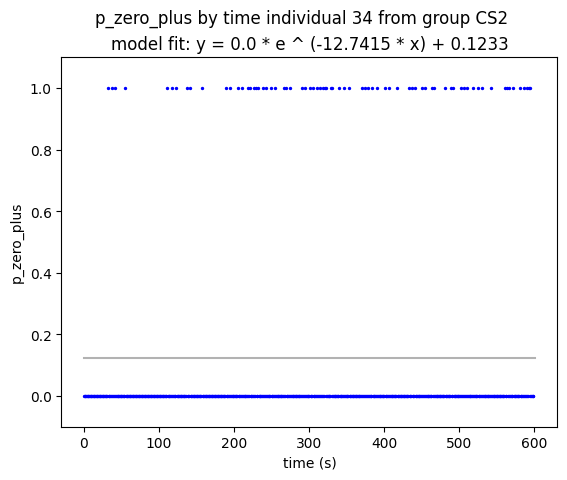 p_zero_plus by time individual 34 from group CS2
model fit: y = 0.0 * e ^ (-12.7415 * x) + 0.1233
1.0
0.8
0.6
0.4
0.2
0.0
p_zero_plus
0 100 200 300 400 500 600
time (s)